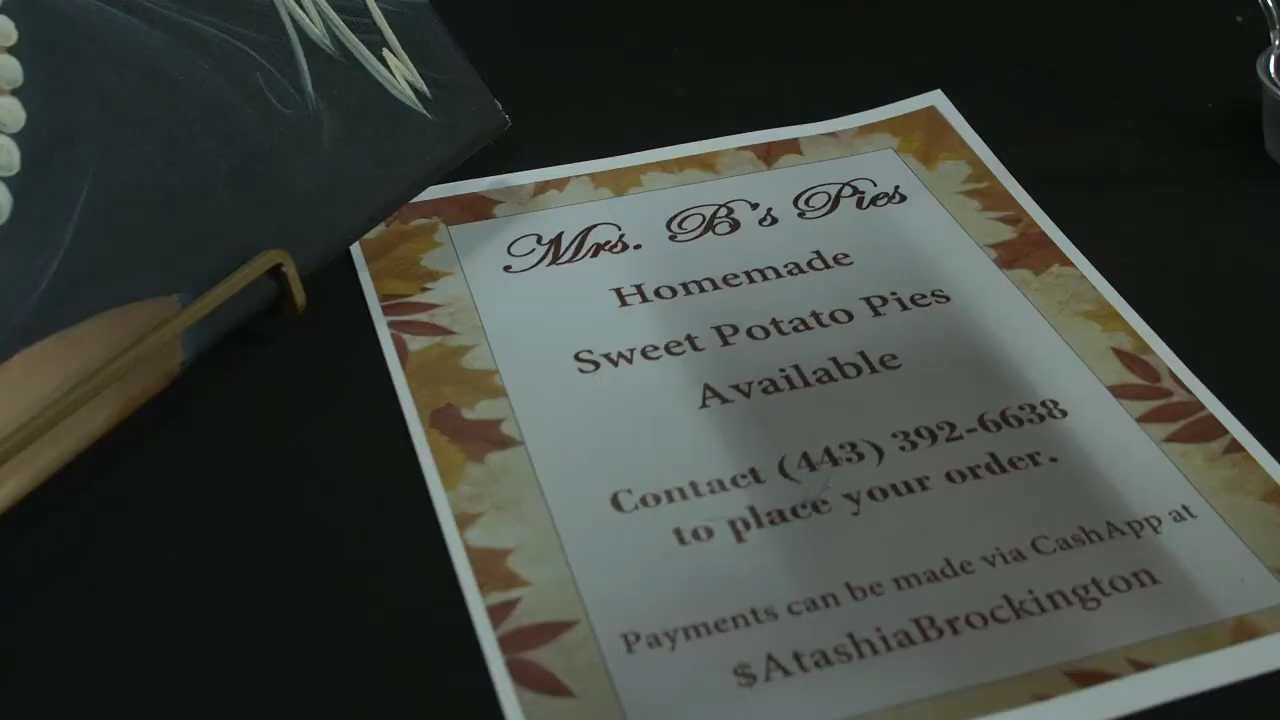 Mrs. B's Pies
Homemade
Sweet Potato Pies
Available
Contact (443) 392-6638
to place your order.
Payments can be made via CashApp at
$AtashiaBrockington